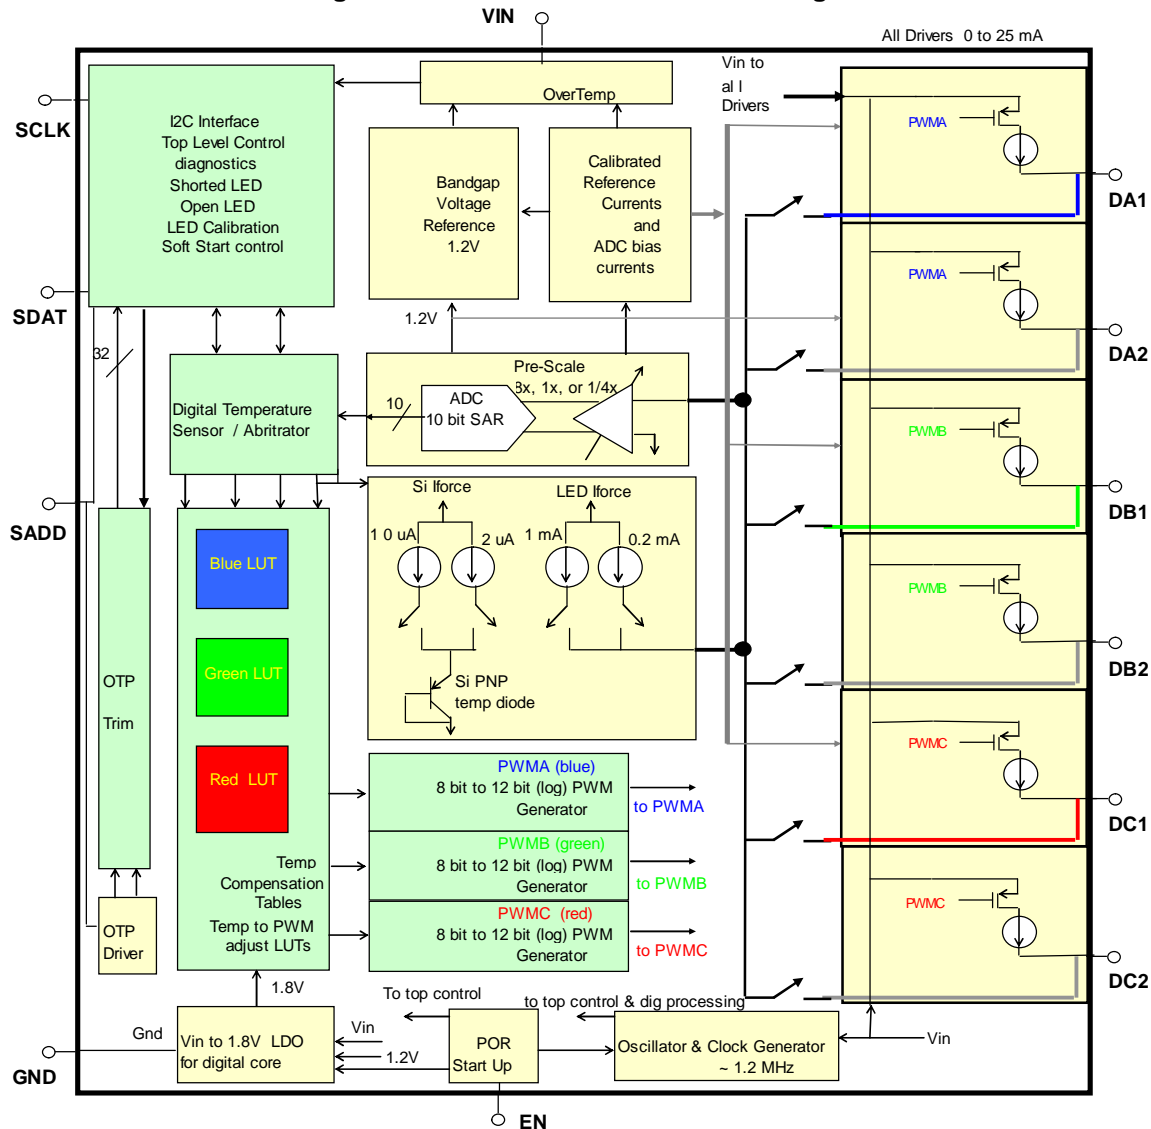 VIN
All Drivers 0 to 25 mA
SCLK
I2C Interface
Top Level Control
diagnostics
Shorted LED
Open LED
LED Calibration
Soft Start control
OverTemp
Vin to
al l
Drivers
Bandgap
Voltage
Reference
1.2V
Calibrated
Reference
Currents
and
ADC bias
currents
PWMA
DA1
PWMA
DA2
SDAT
32
1.2V
Digital Temperature
Sensor / Abritrator
10
Pre-Scale
8x, 1x, or 1/4x
ADC
10 bit SAR
PWMB
DB1
SADD
Si Iforce
LED Iforce
1 0 uA
2 uA
1 mA
0.2 mA
Si PNP
temp diode
PWMB
DB2
Blue LUT
Green LUT
Red LUT
OTP
Trim
Temp
Compensation
Tables
Temp to PWM
adjust LUTs
PWMA (blue)
8 bit to 12 bit (log) PWM
Generator
to PWMA
PWMB (green)
8 bit to 12 bit (log) PWM
Generator
to PWMB
PWMC (red)
8 bit to 12 bit (log) PWM
Generator
to PWMC
PWMC
DC1
PWMC
DC2
OTP
Driver
1.8V
To top control
to top control & dig processing
Gnd
GND
Vin to 1.8V LDO
for digital core
Vin
1.2V
POR
Start Up
Oscillator & Clock Generator
~ 1.2 MHz
Vin
EN